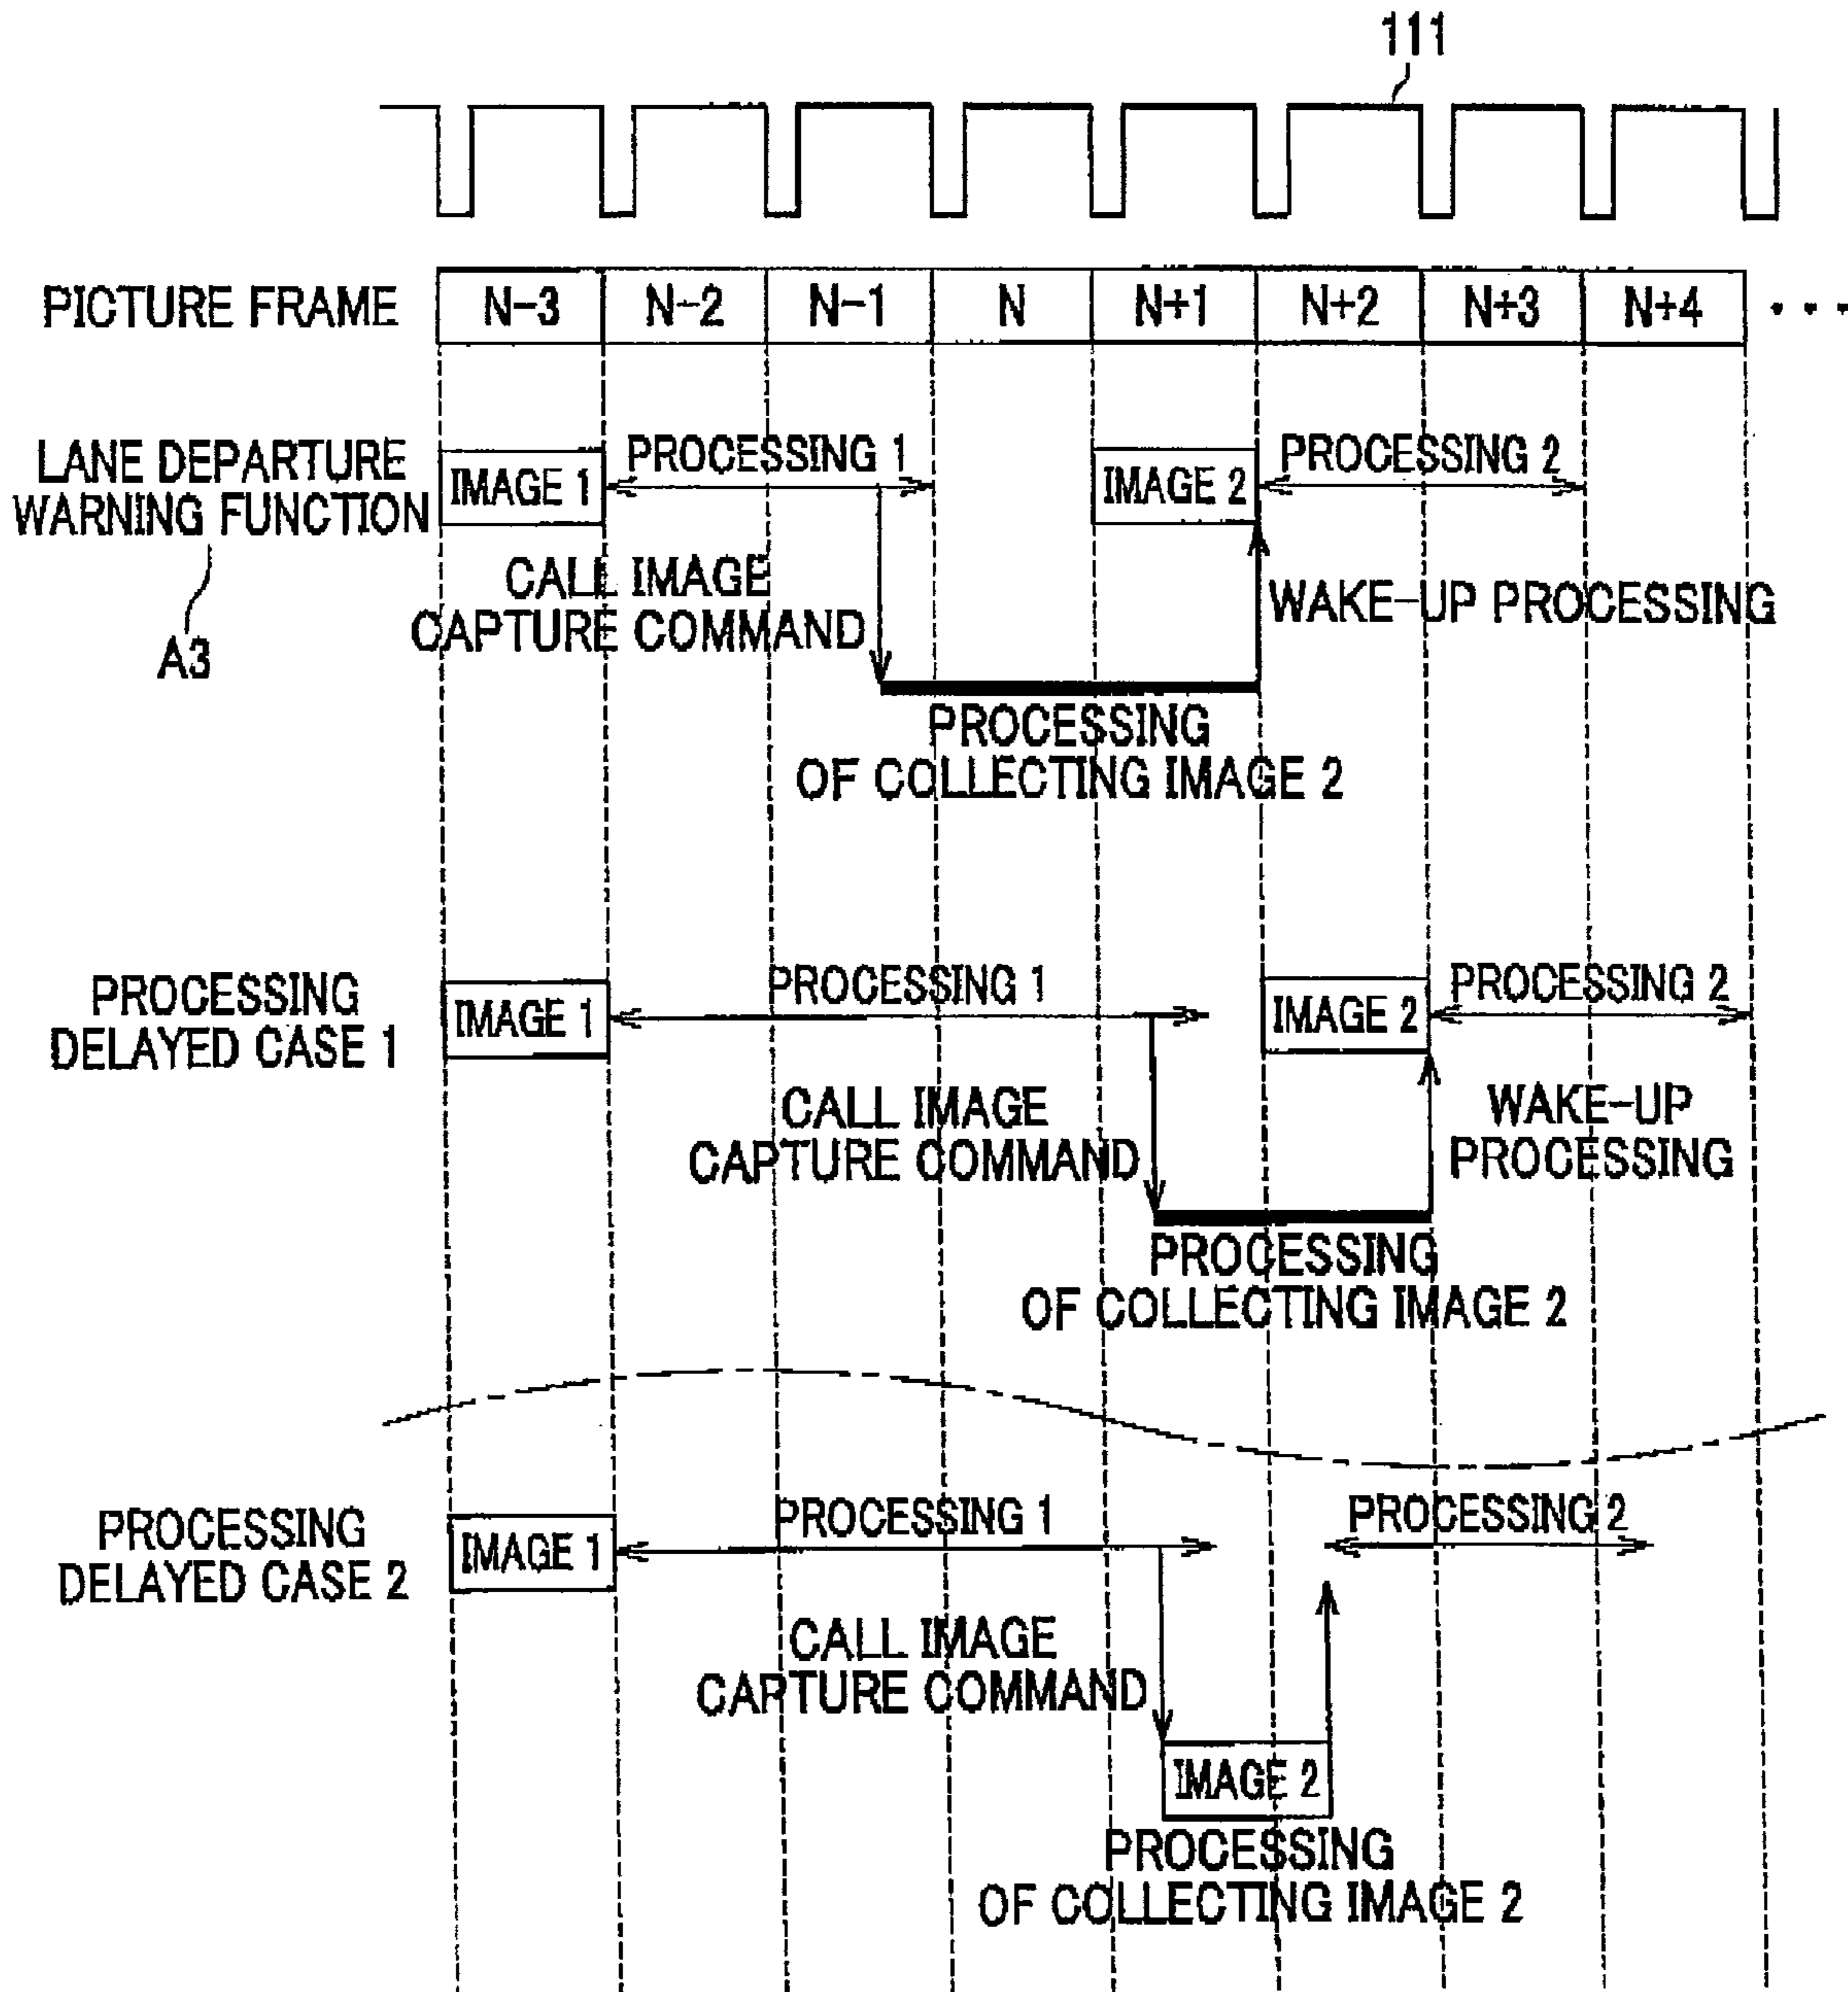 111
PICTURE FRAME N-3 N-2 N-1 N N+1 N+2 N+3 N+4 ...
LANE DEPARTURE
WARNING FUNCTION
A3
IMAGE 1
PROCESSING 1
IMAGE 2
PROCESSING 2
CALL IMAGE
CAPTURE COMMAND
WAKE-UP PROCESSING
PROCESSING
OF COLLECTING IMAGE 2
PROCESSING
DELAYED CASE 1
IMAGE 1
PROCESSING 1
IMAGE 2
PROCESSING 2
CALL IMAGE
CAPTURE COMMAND
WAKE-UP
PROCESSING
PROCESSING
OF COLLECTING IMAGE 2
PROCESSING
DELAYED CASE 2
IMAGE 1
PROCESSING 1
PROCESSING 2
CALL IMAGE
CAPTURE COMMAND
IMAGE 2
PROCESSING
OF COLLECTING IMAGE 2